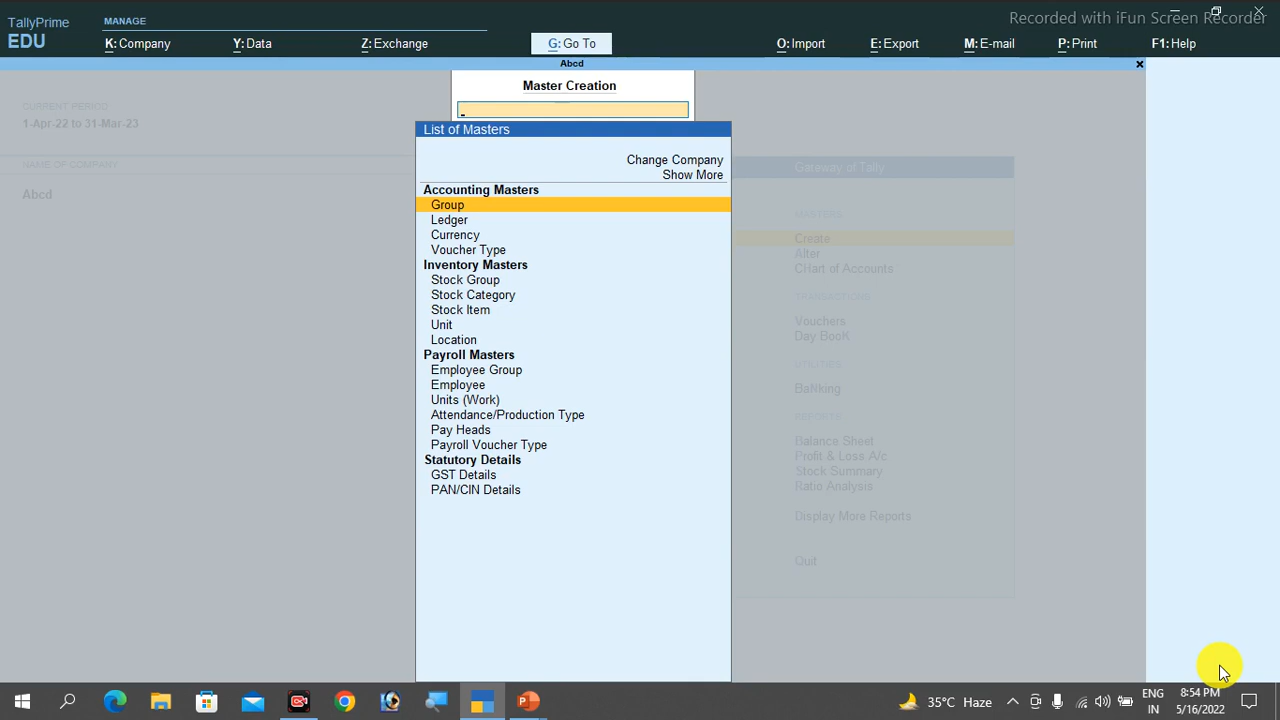 Recorded with iFun Screen Recorder
TallyPrime
EDU
MANAGE
K: Company
Y: Data
Z: Exchange
G: Go To
O: Import
E: Export
M: E-mail
P: Print
F1: Help
Abcd
CURRENT PERIOD
1-Apr-22 to 31-Mar-23
NAME OF COMPANY
Abcd
Master Creation
List of Masters
Change Company
Show More
Accounting Masters
Group
Ledger
Currency
Voucher Type
Inventory Masters
Stock Group
Stock Category
Stock Item
Unit
Location
Payroll Masters
Employee Group
Employee
Units (Work)
Attendance/Production Type
Pay Heads
Payroll Voucher Type
Statutory Details
GST Details
PAN/CIN Details
Gateway of Tally
MASTERS
Create
Alter
CHart of Accounts
TRANSACTIONS
Vouchers
Day BooK
UTILITIES
BaNking
REPORTS
Balance Sheet
Profit & Loss A/c
Stock Summary
Ratio Analysis
Display More Reports
Quit
35°C Haze
ENG
IN
8:54 PM
5/16/2022